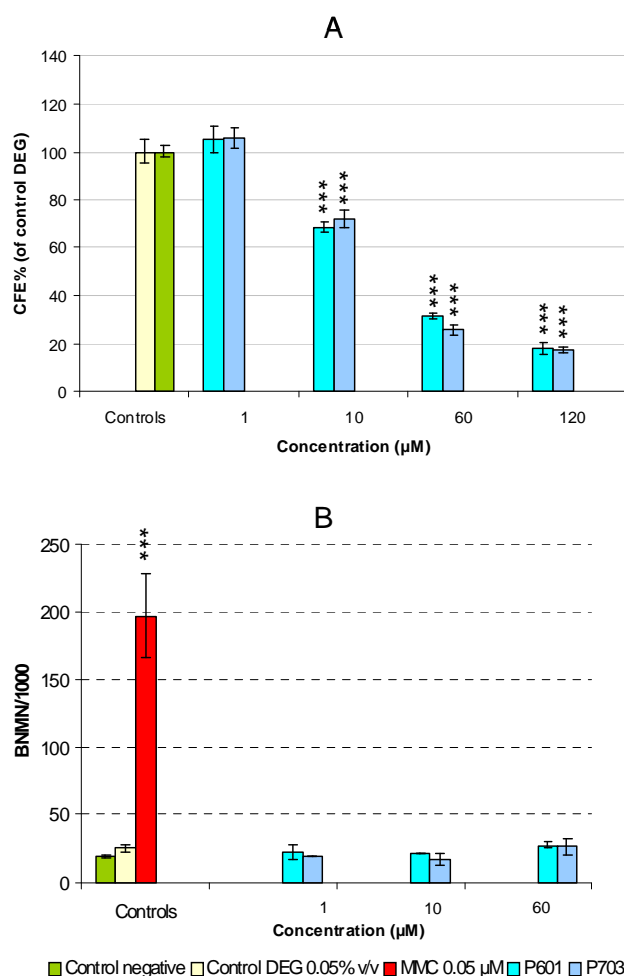 A
140
120
100
80
60
40
20
0
CFE% (of control DEG)
*** ***
*** ***
*** ***
Controls 1 10 60 120
Concentration (µM)
B
250
200
150
100
50
0
BNMN/1000
***
Controls 1 10 60
Concentration (µM)
Control negative Control DEG 0.05% v/v MMC 0.05 µM P601 P703